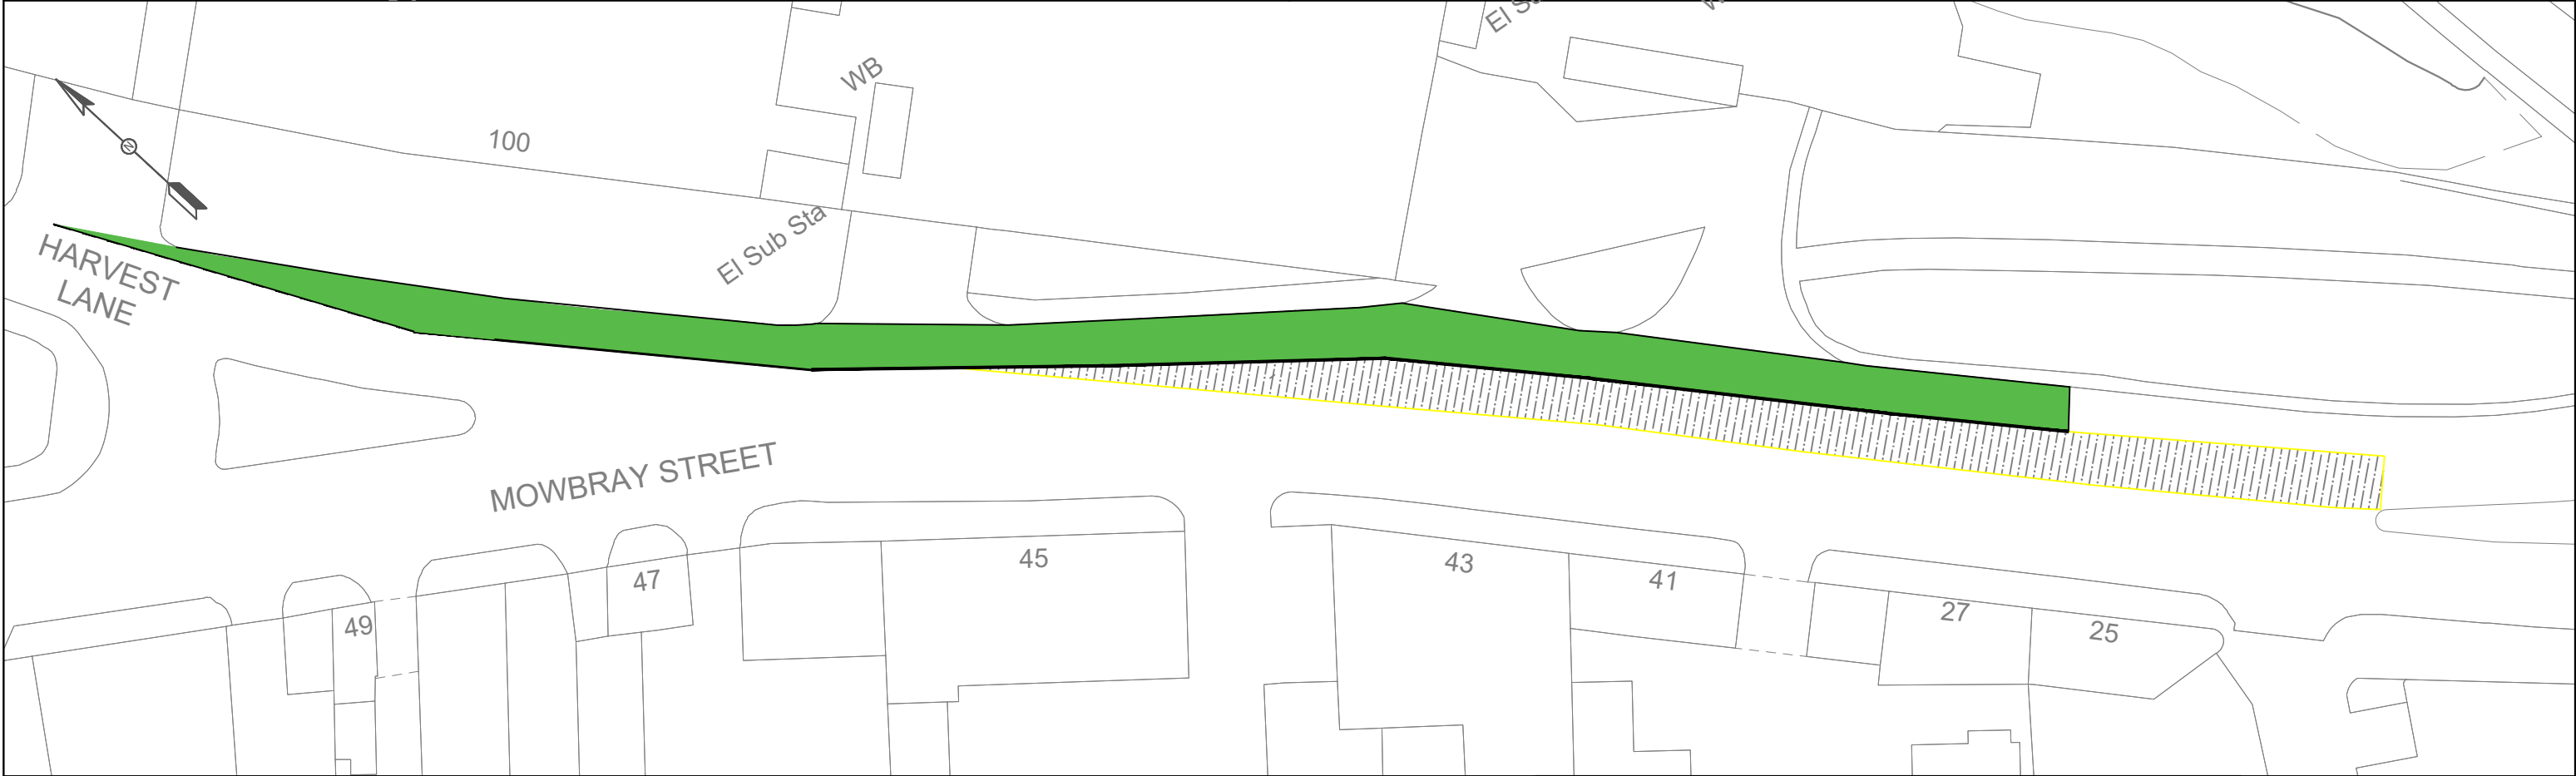 WB
100
N
El Sub Sta
HARVEST
LANE
MOWBRAY STREET
45
43
41
47
49
27
25